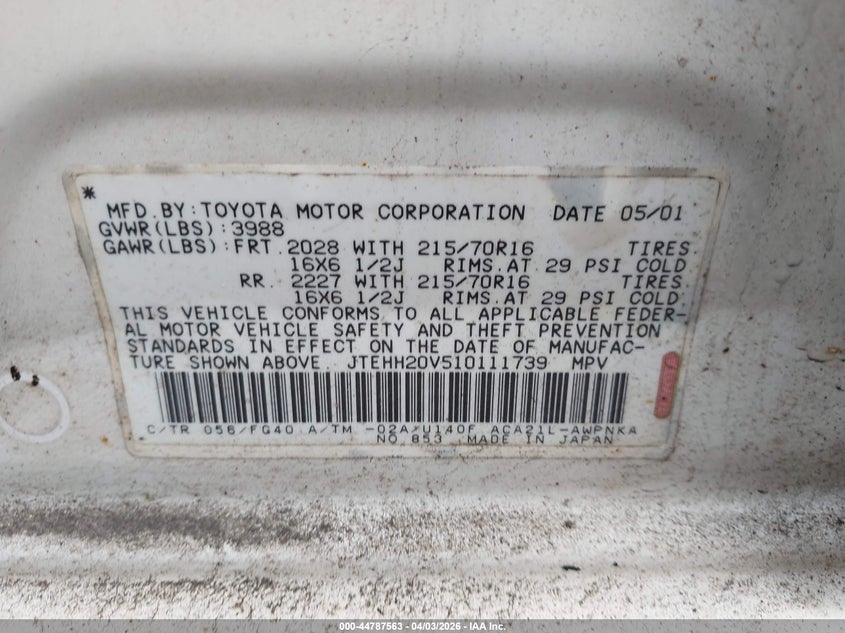 *
MFD. BY: TOYOTA MOTOR CORPORATION DATE 05/01
GVWR(LBS): 3988
GAWR(LBS): FRT. 2028 WITH 215/70R16 TIRES
16X6 1/2J RIMS. AT 29 PSI COLD
RR. 2227 WITH 215/70R16 TIRES.
16X6 1/2J RIMS. AT 29 PSI COLD.
THIS VEHICLE CONFORMS TO ALL APPLICABLE FEDER-
AL MOTOR VEHICLE SAFETY AND THEFT PREVENTION
STANDARDS IN EFFECT ON THE DATE OF MANUFAC-
TURE SHOWN ABOVE. JTEHH20V510111739 MPV
C/TR 056/FG40 A/TM -02A/U140F ACA21L-AWPNKA
NO. 853 MADE IN JAPAN
000-44787563 - 04/03/2026 - IAA Inc.